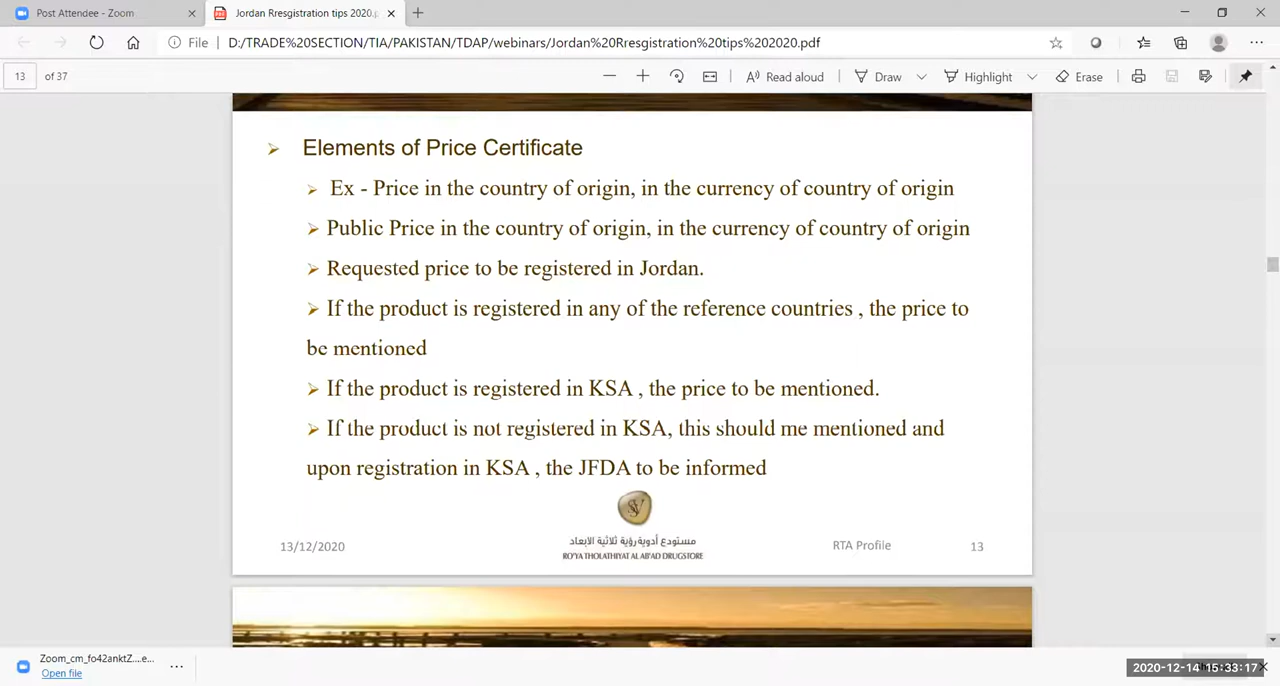 Post Attendee - Zoom
Jordan Rresgistration tips 2020.p
File
D:/TRADE%20SECTION/TIA/PAKISTAN/TDAP/webinars/Jordan%20Rresgistration%20tips%202020.pdf
13 of 37
Read aloud
Draw
Highlight
Erase
Elements of Price Certificate
Ex - Price in the country of origin, in the currency of country of origin
Public Price in the country of origin, in the currency of country of origin
Requested price to be registered in Jordan.
If the product is registered in any of the reference countries , the price to
be mentioned
If the product is registered in KSA , the price to be mentioned.
If the product is not registered in KSA, this should me mentioned and
upon registration in KSA , the JFDA to be informed
مستودع أدوية رؤية ثلاثية الابعاد
RO'YA THOLATHIYAT AL AB'AD DRUGSTORE
13/12/2020
RTA Profile
13
Zoom_cm_fo42anktZ....e...
Open file
2020-12-14 15:33:17